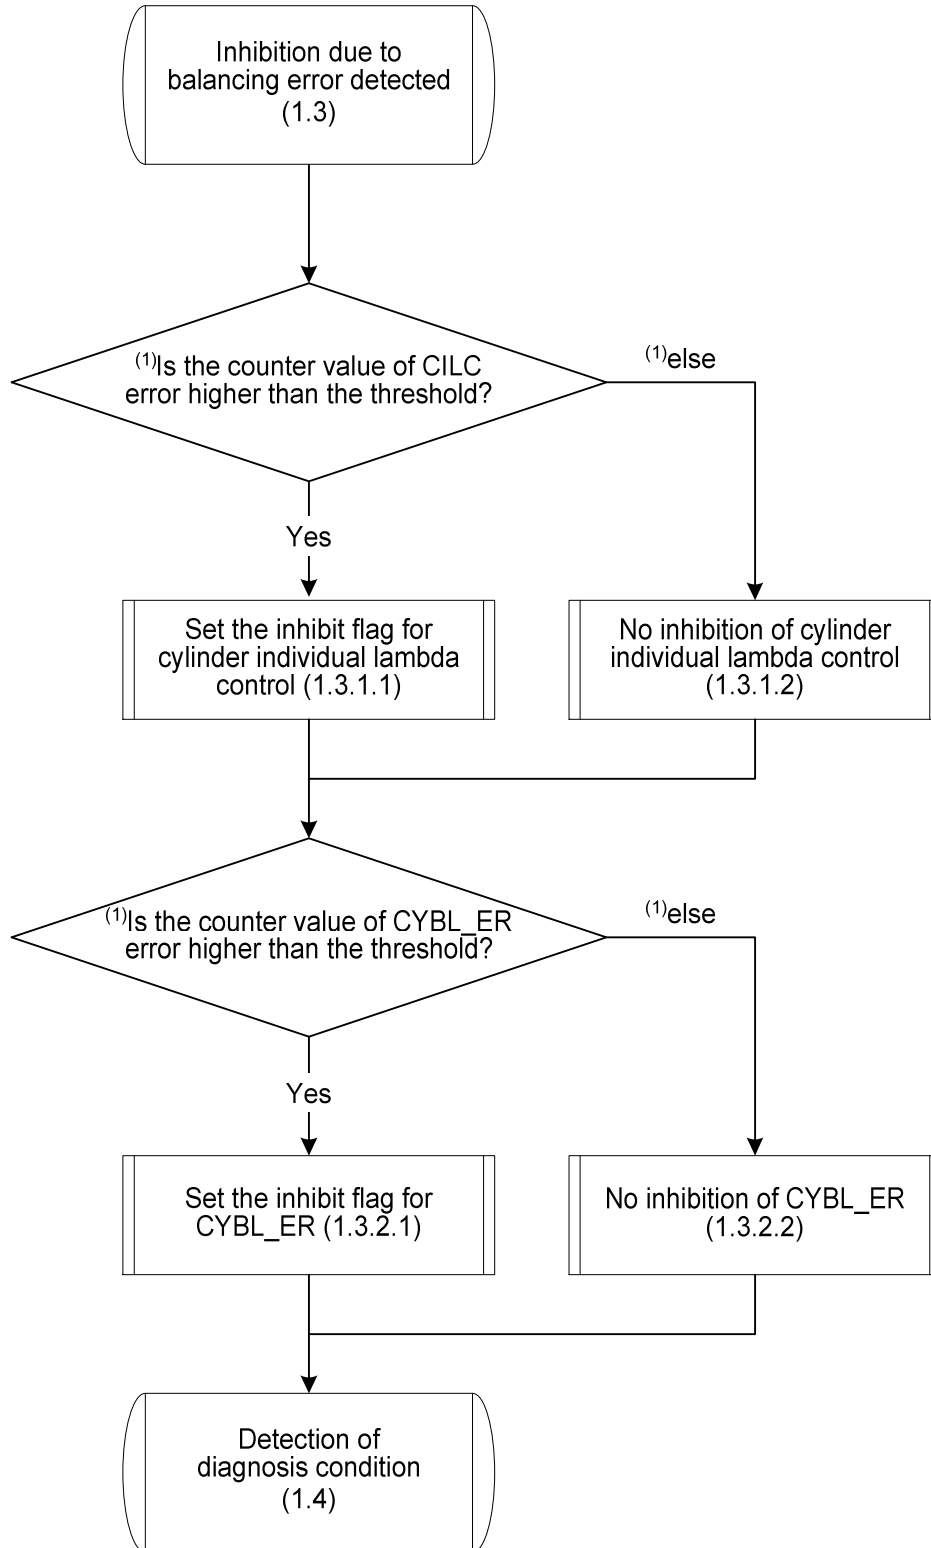 Inhibition due to
balancing error detected
(1.3)
(1)Is the counter value of CILC
error higher than the threshold?
(1)else
Yes
Set the inhibit flag for
cylinder individual lambda
control (1.3.1.1)
No inhibition of cylinder
individual lambda control
(1.3.1.2)
(1)Is the counter value of CYBL_ER
error higher than the threshold?
(1)else
Yes
Set the inhibit flag for
CYBL_ER (1.3.2.1)
No inhibition of CYBL_ER
(1.3.2.2)
Detection of
diagnosis condition
(1.4)